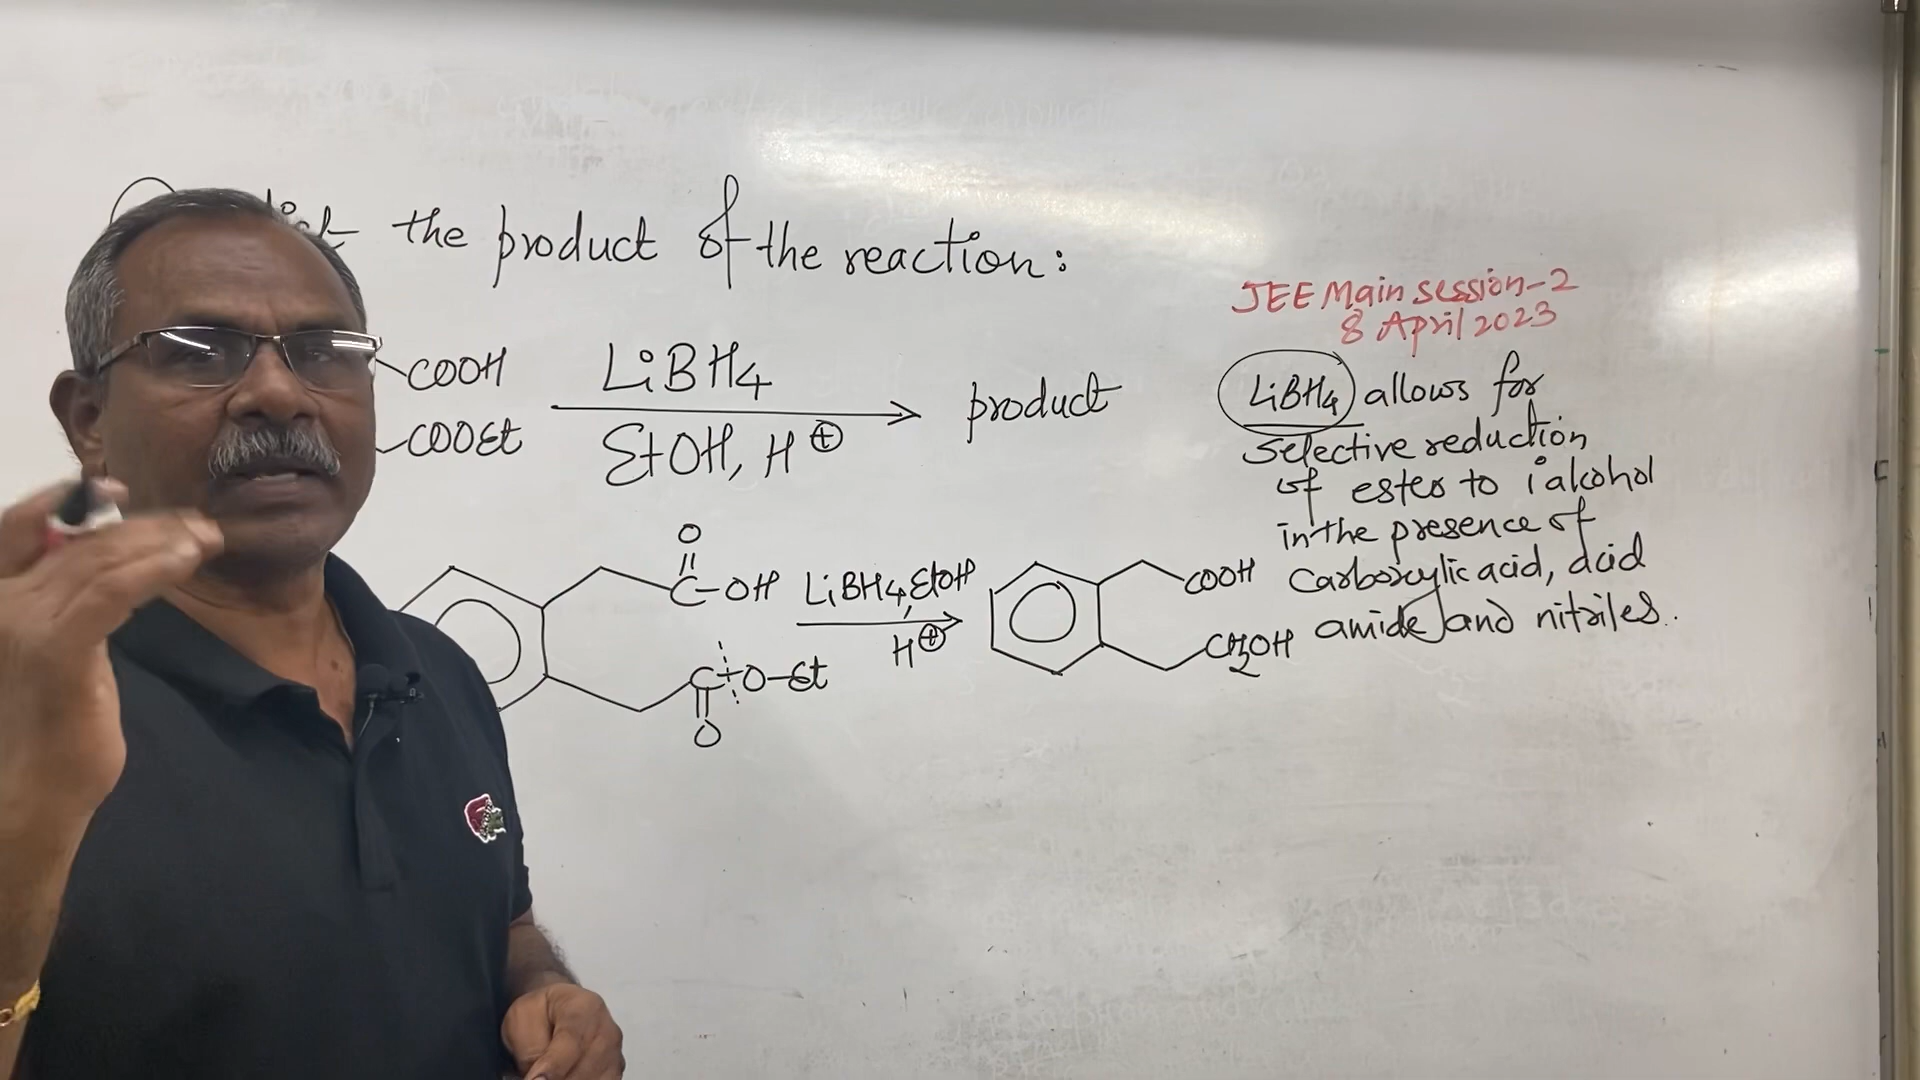 the product of the reaction:
JEE Main Session-2
8 April 2023
COOH
COOEt
LiBH4
EtOH, H⊕
product
LiBH4 allows for
selective reduction
of ester to 1°alcohol
in the presence of
Carboxylic acid, acid
amide and nitriles..
O
C-OH
C-O-Et
O
LiBH4, EtOH
H⊕
COOH
CH2OH